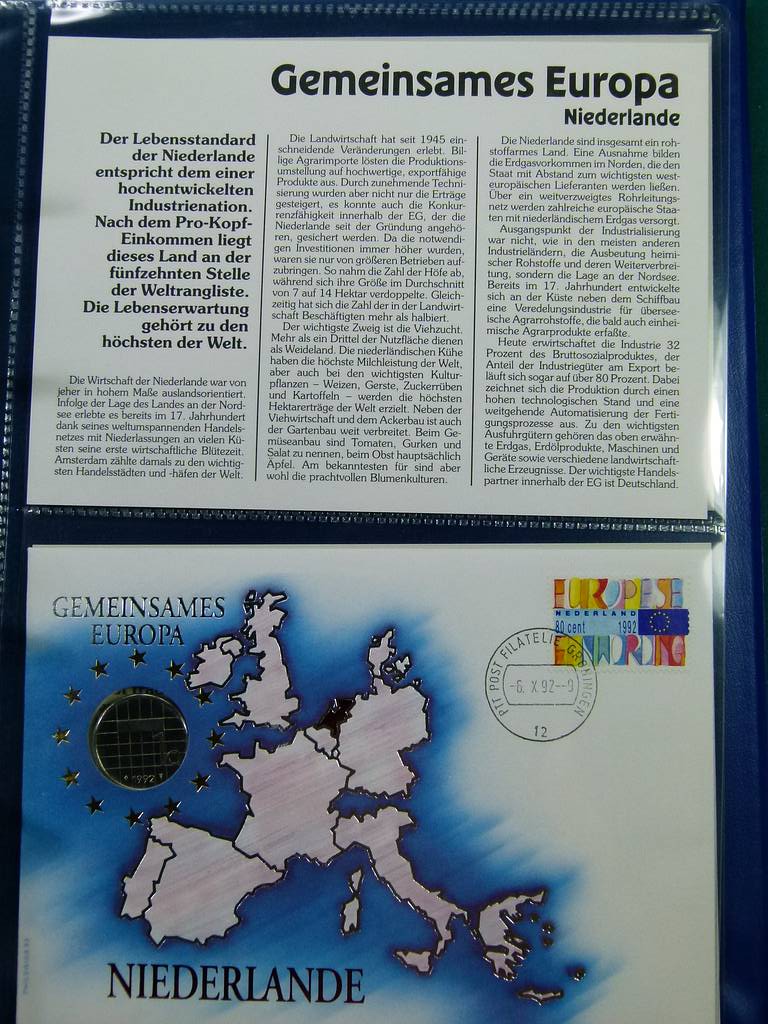 Gemeinsames Europa
Niederlande
Der Lebensstandard
der Niederlande
entspricht dem einer
hochentwickelten
Industrienation.
Nach dem Pro-Kopf-
Einkommen liegt
dieses Land an der
fünfzehnten Stelle
der Weltrangliste.
Die Lebenserwartung
gehört zu den
höchsten der Welt.
Die Wirtschaft der Niederlande war von
jeher in hohem Maße auslandsorientiert.
Infolge der Lage des Landes an der Nord-
see erlebte es bereits im 17. Jahrhundert
dank seines weltumspannenden Handels-
netzes mit Niederlassungen an vielen Kü-
sten seine erste wirtschaftliche Blütezeit.
Amsterdam zählte damals zu den wichtig-
sten Handelsstädten und -häfen der Welt.
Die Landwirtschaft hat seit 1945 ein-
schneidende Veränderungen erlebt. Bil-
lige Agrarimporte lösten die Produktions-
umstellung auf hochwertige, exportfähige
Produkte aus. Durch zunehmende Techni-
sierung wurden aber nicht nur die Erträge
gesteigert, es konnte auch die Konkur-
renzfähigkeit innerhalb der EG, der die
Niederlande seit der Gründung angehö-
ren, gesichert werden. Da die notwendi-
gen Investitionen immer höher wurden,
waren sie nur von größeren Betrieben auf-
zubringen. So nahm die Zahl der Höfe ab,
während sich ihre Größe im Durchschnitt
von 7 auf 14 Hektar verdoppelte. Gleich-
zeitig hat sich die Zahl der in der Landwirt-
schaft Beschäftigten mehr als halbiert.
Der wichtigste Zweig ist die Viehzucht.
Mehr als ein Drittel der Nutzfläche dienen
als Weideland. Die niederländischen Kühe
haben die höchste Milchleistung der Welt,
aber auch bei den wichtigsten Kultur-
pflanzen – Weizen, Gerste, Zuckerrüben
und Kartoffeln – werden die höchsten
Hektarerträge der Welt erzielt. Neben der
Viehwirtschaft und dem Ackerbau ist auch
der Gartenbau weit verbreitet. Beim Ge-
müseanbau sind Tomaten, Gurken und
Salat zu nennen, beim Obst hauptsächlich
Äpfel. Am bekanntesten für sind aber
wohl die prachtvollen Blumenkulturen.
Die Niederlande sind insgesamt ein roh-
stoffarmes Land. Eine Ausnahme bilden
die Erdgasvorkommen im Norden, die den
Staat mit Abstand zum wichtigsten west-
europäischen Lieferanten werden ließen.
Über ein weitverzweigtes Rohrleitungs-
netz werden zahlreiche europäische Staa-
ten mit niederländischem Erdgas versorgt.
Ausgangspunkt der Industrialisierung
war nicht, wie in den meisten anderen
Industrieländern, die Ausbeutung heimi-
scher Rohstoffe und deren Weiterverbrei-
tung, sondern die Lage an der Nordsee.
Bereits im 17. Jahrhundert entwickelte
sich an der Küste neben dem Schiffbau
eine Veredelungsindustrie für übersee-
ische Agrarrohstoffe, die bald auch einhei-
mische Agrarprodukte erfaßte.
Heute erwirtschaftet die Industrie 32
Prozent des Bruttosozialproduktes, der
Anteil der Industriegüter am Export be-
läuft sich sogar auf über 80 Prozent. Dabei
zeichnet sich die Produktion durch einen
hohen technologischen Stand und eine
weitgehende Automatisierung der Ferti-
gungsprozesse aus. Zu den wichtigsten
Ausfuhrgütern gehören das oben erwähn-
te Erdgas, Erdölprodukte, Maschinen und
Geräte sowie verschiedene landwirtschaft-
liche Erzeugnisse. Der wichtigste Handels-
partner innerhalb der EG ist Deutschland.
GEMEINSAMES
EUROPA
1992
EUROPESE
NEDERLAND
80 cent 1992
EENWORDING
PTT POST FILATELIE GRONINGEN
-6. X.92--9
12
NIEDERLANDE